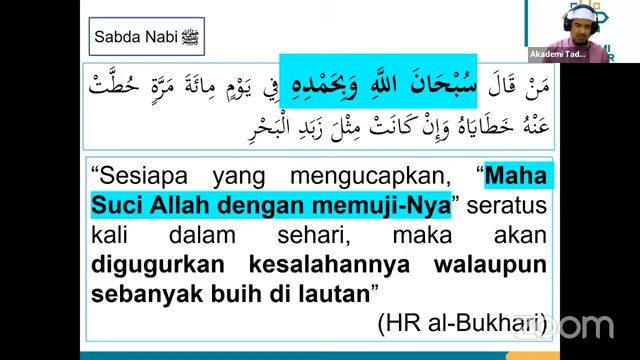 Sabda Nabi ﷺ
Akademi Tad...
مَنْ قَالَ سُبْحَانَ اللَّهِ وَبِحَمْدِهِ فِي يَوْمٍ مِائَةَ مَرَّةٍ حُطَّتْ
عَنْهُ خَطَايَاهُ وَإِنْ كَانَتْ مِثْلَ زَبَدِ الْبَحْرِ
“Sesiapa yang mengucapkan, “Maha
Suci Allah dengan memuji-Nya” seratus
kali dalam sehari, maka akan
digugurkan kesalahannya walaupun
sebanyak buih di lautan”
(HR al-Bukhari)
zoom